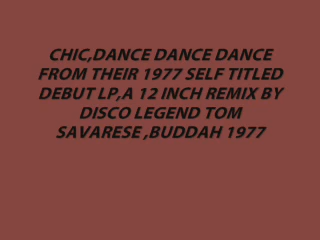 CHIC,DANCE DANCE DANCE
FROM THEIR 1977 SELF TITLED
DEBUT LP,A 12 INCH REMIX BY
DISCO LEGEND TOM
SAVARESE ,BUDDAH 1977